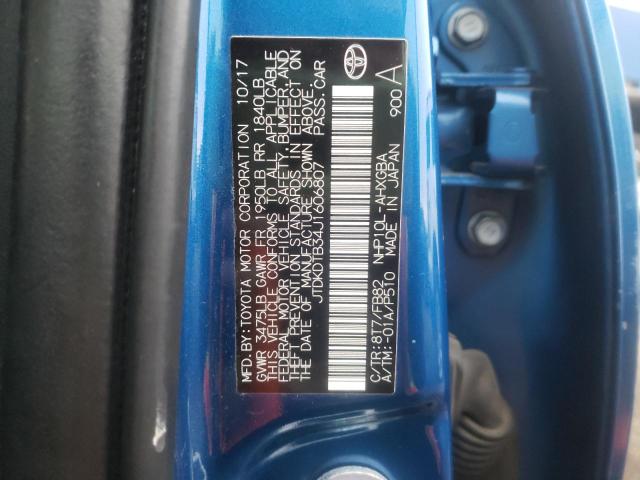 MFD.BY:TOYOTA MOTOR CORPORATION 10/17
GVWR 3475LB GAWR FR 1950LB RR 1840LB
THIS VEHICLE CONFORMS TO ALL APPLICABLE
FEDERAL MOTOR VEHICLE SAFETY, BUMPER, AND
THEFT PREVENTION STANDARDS IN EFFECT ON
THE DATE OF MANUFACTURE SHOWN ABOVE.
JTDKDTB34J1606807 PASS.CAR
C/TR:8T7/FB82 NHP10L-AHXGBA
A/TM:-01A/P510 MADE IN JAPAN 900 A